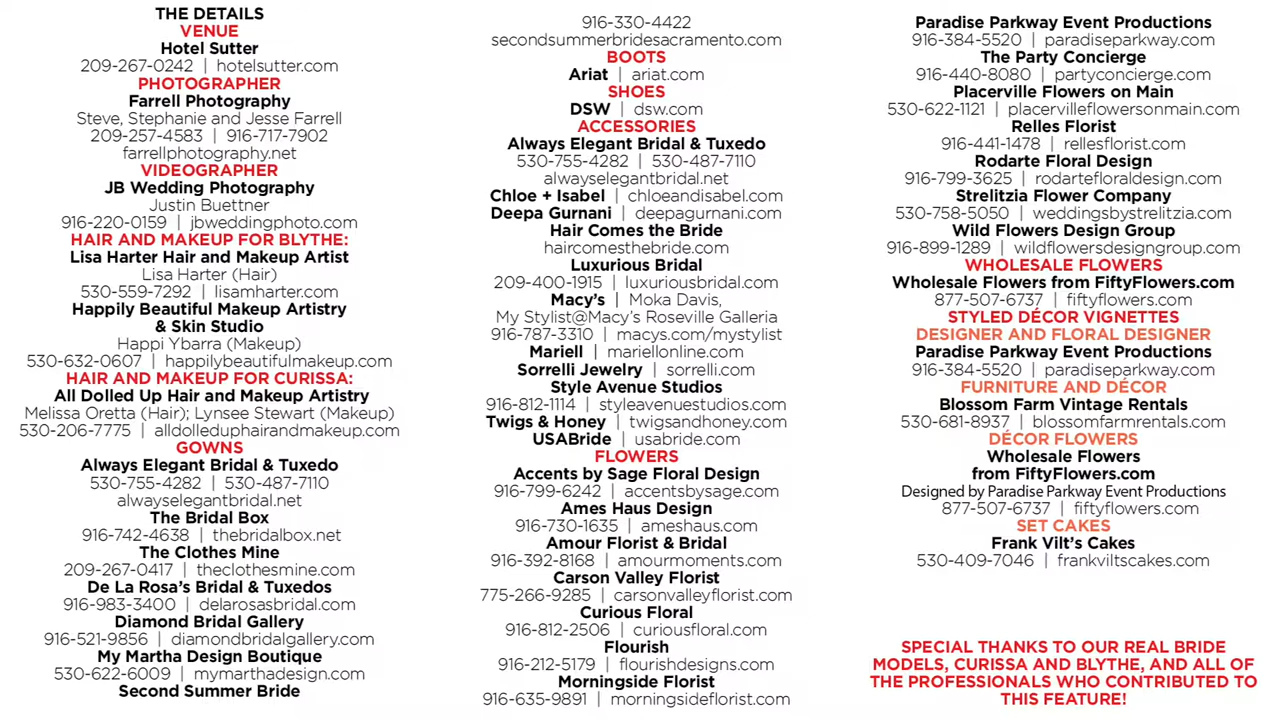 THE DETAILS
VENUE
Hotel Sutter
209-267-0242 | hotelsutter.com
PHOTOGRAPHER
Farrell Photography
Steve, Stephanie and Jesse Farrell
209-257-4583 | 916-717-7902
farrellphotography.net
VIDEOGRAPHER
JB Wedding Photography
Justin Buettner
916-220-0159 | jbweddingphoto.com
HAIR AND MAKEUP FOR BLYTHE:
Lisa Harter Hair and Makeup Artist
Lisa Harter (Hair)
530-559-7292 | lisamharter.com
Happily Beautiful Makeup Artistry
& Skin Studio
Happi Ybarra (Makeup)
530-632-0607 | happilybeautifulmakeup.com
HAIR AND MAKEUP FOR CURISSA:
All Dolled Up Hair and Makeup Artistry
Melissa Oretta (Hair); Lynsee Stewart (Makeup)
530-206-7775 | alldolleduphairandmakeup.com
GOWNS
Always Elegant Bridal & Tuxedo
530-755-4282 | 530-487-7110
alwayselegantbridal.net
The Bridal Box
916-742-4638 | thebridalbox.net
The Clothes Mine
209-267-0417 | theclothesmine.com
De La Rosa's Bridal & Tuxedos
916-983-3400 | delarosasbridal.com
Diamond Bridal Gallery
916-521-9856 | diamondbridalgallery.com
My Martha Design Boutique
530-622-6009 | mymarthadesign.com
Second Summer Bride
916-330-4422
secondsummerbridesacramento.com
BOOTS
Ariat | ariat.com
SHOES
DSW | dsw.com
ACCESSORIES
Always Elegant Bridal & Tuxedo
530-755-4282 | 530-487-7110
alwayselegantbridal.net
Chloe + Isabel | chloeandisabel.com
Deepa Gurnani | deepagurnani.com
Hair Comes the Bride
haircomesthebride.com
Luxurious Bridal
209-400-1915 | luxuriousbridal.com
Macy's | Moka Davis,
My Stylist@Macy's Roseville Galleria
916-787-3310 | macys.com/mystylist
Mariell | mariellonline.com
Sorrelli Jewelry | sorrelli.com
Style Avenue Studios
916-812-1114 | styleavenuestudios.com
Twigs & Honey | twigsandhoney.com
USABride | usabride.com
FLOWERS
Accents by Sage Floral Design
916-799-6242 | accentsbysage.com
Ames Haus Design
916-730-1635 | ameshaus.com
Amour Florist & Bridal
916-392-8168 | amourmoments.com
Carson Valley Florist
775-266-9285 | carsonvalleyflorist.com
Curious Floral
916-812-2506 | curiousfloral.com
Flourish
916-212-5179 | flourishdesigns.com
Morningside Florist
916-635-9891 | morningsideflorist.com
Paradise Parkway Event Productions
916-384-5520 | paradiseparkway.com
The Party Concierge
916-440-8080 | partyconcierge.com
Placerville Flowers on Main
530-622-1121 | placervilleflowersonmain.com
Relles Florist
916-441-1478 | rellesflorist.com
Rodarte Floral Design
916-799-3625 | rodartefloraldesign.com
Strelitzia Flower Company
530-758-5050 | weddingsbystrelitzia.com
Wild Flowers Design Group
916-899-1289 | wildflowersdesigngroup.com
WHOLESALE FLOWERS
Wholesale Flowers from FiftyFlowers.com
877-507-6737 | fiftyflowers.com
STYLED DÉCOR VIGNETTES
DESIGNER AND FLORAL DESIGNER
Paradise Parkway Event Productions
916-384-5520 | paradiseparkway.com
FURNITURE AND DÉCOR
Blossom Farm Vintage Rentals
530-681-8937 | blossomfarmrentals.com
DÉCOR FLOWERS
Wholesale Flowers
from FiftyFlowers.com
Designed by Paradise Parkway Event Productions
877-507-6737 | fiftyflowers.com
SET CAKES
Frank Vilt's Cakes
530-409-7046 | frankviltscakes.com
SPECIAL THANKS TO OUR REAL BRIDE
MODELS, CURISSA AND BLYTHE, AND ALL OF
THE PROFESSIONALS WHO CONTRIBUTED TO
THIS FEATURE!